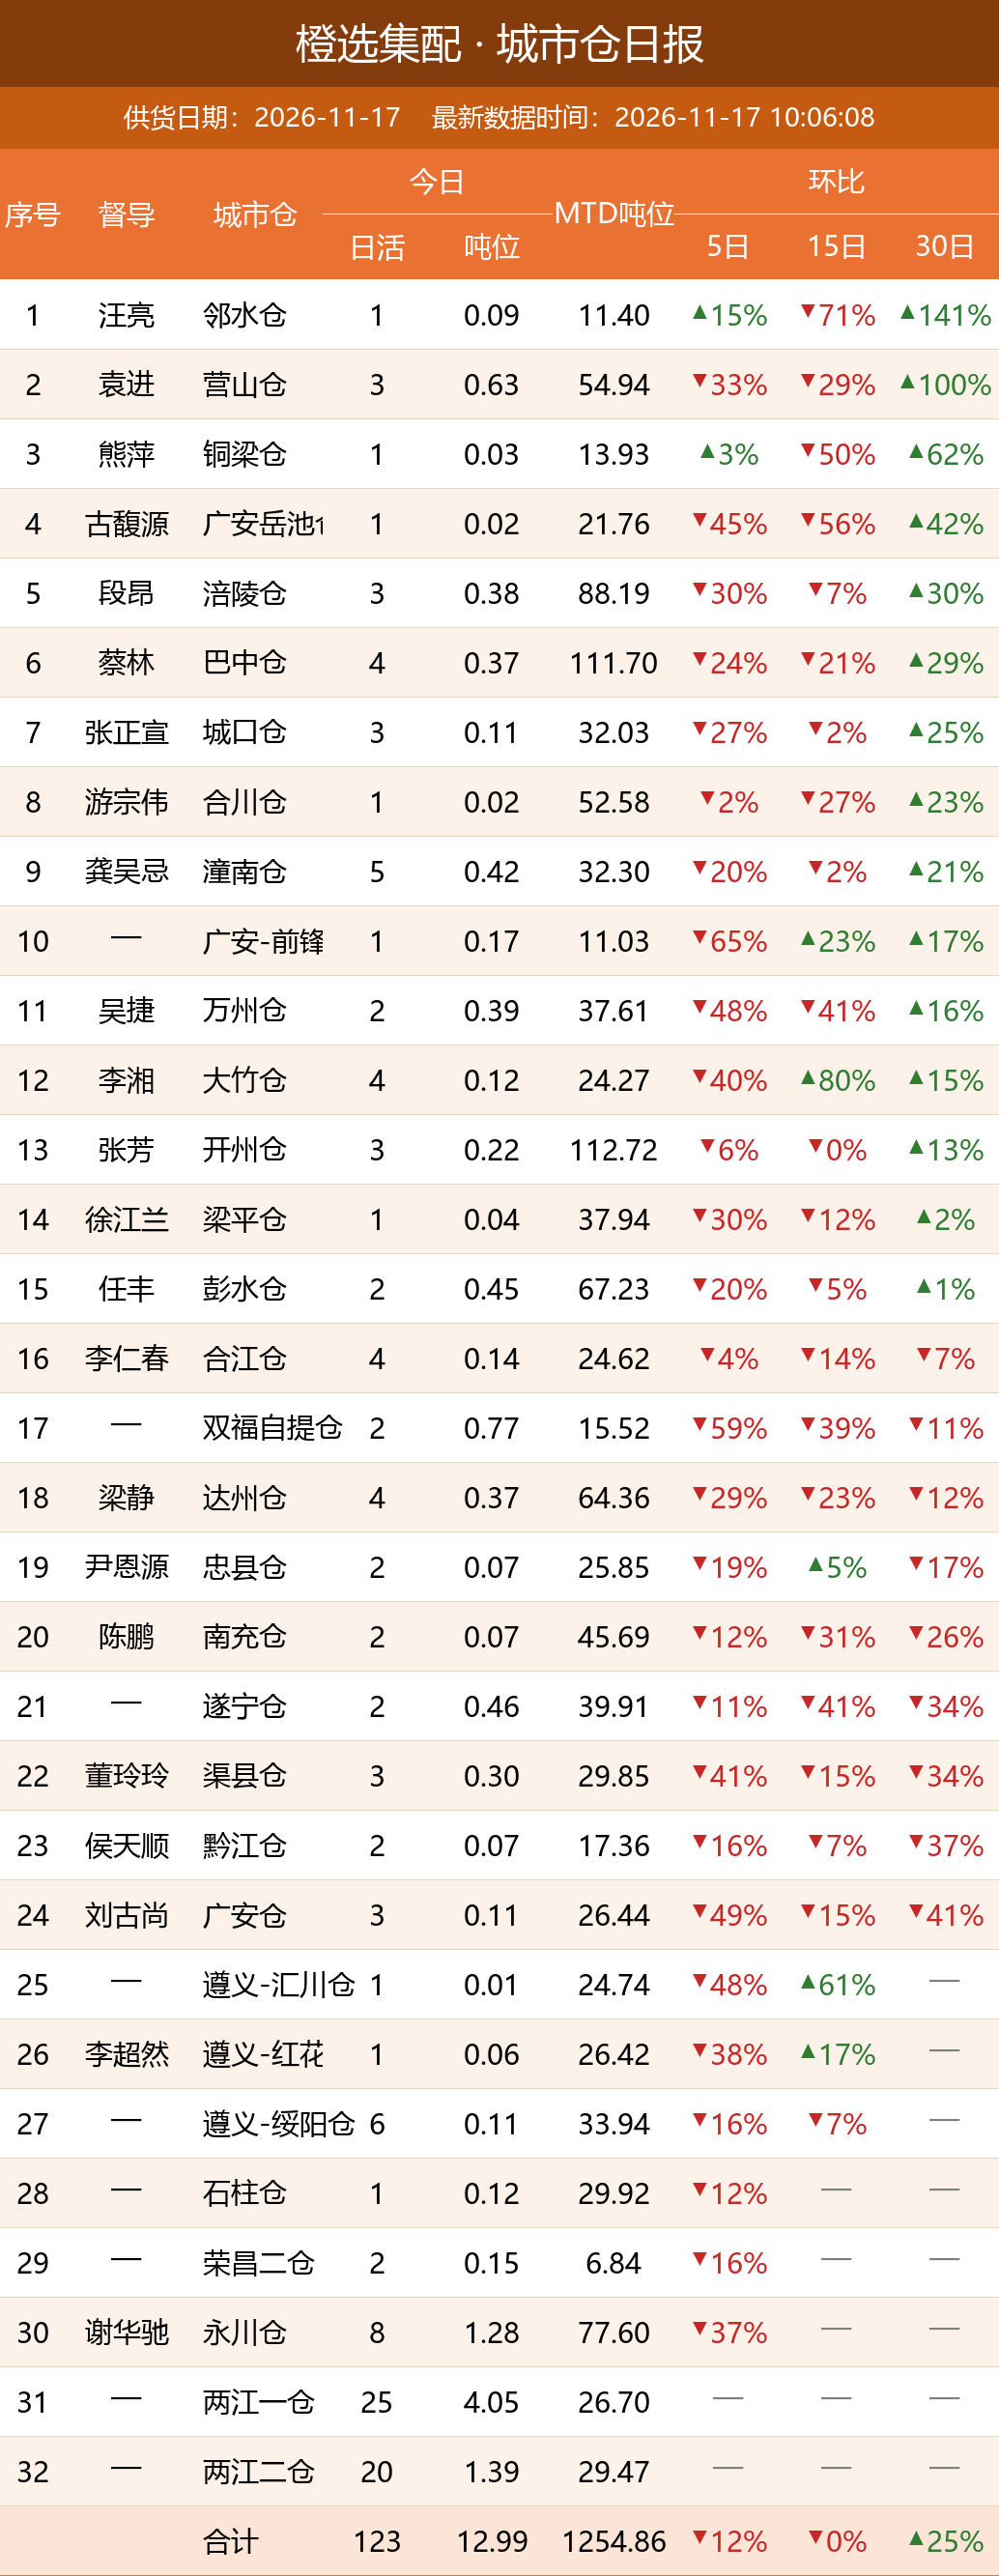 橙选集配 · 城市仓日报
供货日期：2026-11-17 最新数据时间：2026-11-17 10:06:08
序号 督导 城市仓 今日 MTD吨位 环比
日活 吨位 5日 15日 30日
1 汪亮 邻水仓 1 0.09 11.40 ▲15% ▼71% ▲141%
2 袁进 营山仓 3 0.63 54.94 ▼33% ▼29% ▲100%
3 熊萍 铜梁仓 1 0.03 13.93 ▲3% ▼50% ▲62%
4 古馥源 广安岳池 1 0.02 21.76 ▼45% ▼56% ▲42%
5 段昂 涪陵仓 3 0.38 88.19 ▼30% ▼7% ▲30%
6 蔡林 巴中仓 4 0.37 111.70 ▼24% ▼21% ▲29%
7 张正宣 城口仓 3 0.11 32.03 ▼27% ▼2% ▲25%
8 游宗伟 合川仓 1 0.02 52.58 ▼2% ▼27% ▲23%
9 龚吴忌 潼南仓 5 0.42 32.30 ▼20% ▼2% ▲21%
10 — 广安-前锋 1 0.17 11.03 ▼65% ▲23% ▲17%
11 吴捷 万州仓 2 0.39 37.61 ▼48% ▼41% ▲16%
12 李湘 大竹仓 4 0.12 24.27 ▼40% ▲80% ▲15%
13 张芳 开州仓 3 0.22 112.72 ▼6% ▼0% ▲13%
14 徐江兰 梁平仓 1 0.04 37.94 ▼30% ▼12% ▲2%
15 任丰 彭水仓 2 0.45 67.23 ▼20% ▼5% ▲1%
16 李仁春 合江仓 4 0.14 24.62 ▼4% ▼14% ▼7%
17 — 双福自提仓 2 0.77 15.52 ▼59% ▼39% ▼11%
18 梁静 达州仓 4 0.37 64.36 ▼29% ▼23% ▼12%
19 尹恩源 忠县仓 2 0.07 25.85 ▼19% ▲5% ▼17%
20 陈鹏 南充仓 2 0.07 45.69 ▼12% ▼31% ▼26%
21 — 遂宁仓 2 0.46 39.91 ▼11% ▼41% ▼34%
22 董玲玲 渠县仓 3 0.30 29.85 ▼41% ▼15% ▼34%
23 侯天顺 黔江仓 2 0.07 17.36 ▼16% ▼7% ▼37%
24 刘古尚 广安仓 3 0.11 26.44 ▼49% ▼15% ▼41%
25 — 遵义-汇川仓 1 0.01 24.74 ▼48% ▲61% —
26 李超然 遵义-红花 1 0.06 26.42 ▼38% ▲17% —
27 — 遵义-绥阳仓 6 0.11 33.94 ▼16% ▼7% —
28 — 石柱仓 1 0.12 29.92 ▼12% — —
29 — 荣昌二仓 2 0.15 6.84 ▼16% — —
30 谢华驰 永川仓 8 1.28 77.60 ▼37% — —
31 — 两江一仓 25 4.05 26.70 — — —
32 — 两江二仓 20 1.39 29.47 — — —
合计 123 12.99 1254.86 ▼12% ▼0% ▲25%